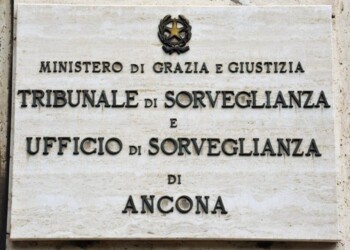 MINISTERO DI GRAZIA E GIUSTIZIA
TRIBUNALE DI SORVEGLIANZA
E
UFFICIO DI SORVEGLIANZA
DI
ANCONA